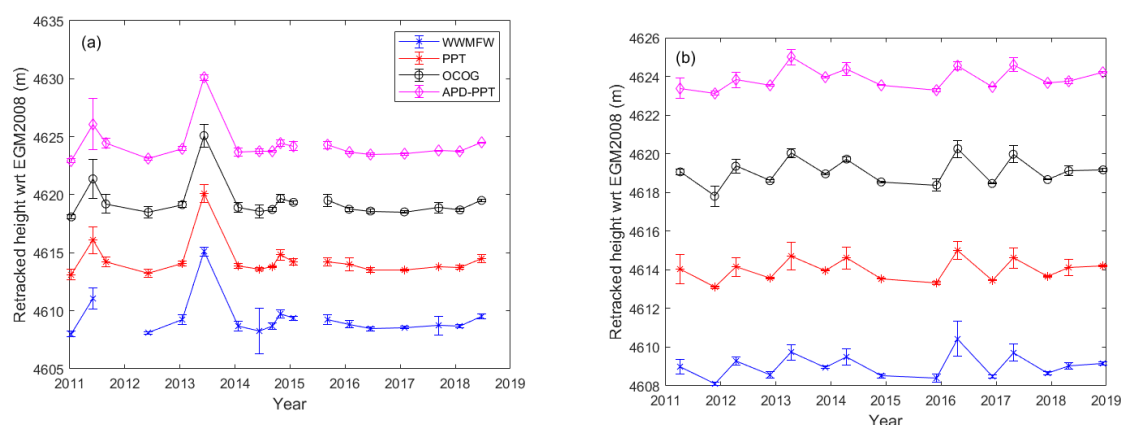 (a)
WWMFW
PPT
OCOG
APD-PPT
Retracked height wrt EGM2008 (m)
4635
4630
4625
4620
4615
4610
4605
2011 2012 2013 2014 2015 2016 2017 2018 2019
Year
(b)
Retracked height wrt EGM2008 (m)
4626
4624
4622
4620
4618
4616
4614
4612
4610
4608
2011 2012 2013 2014 2015 2016 2017 2018 2019
Year